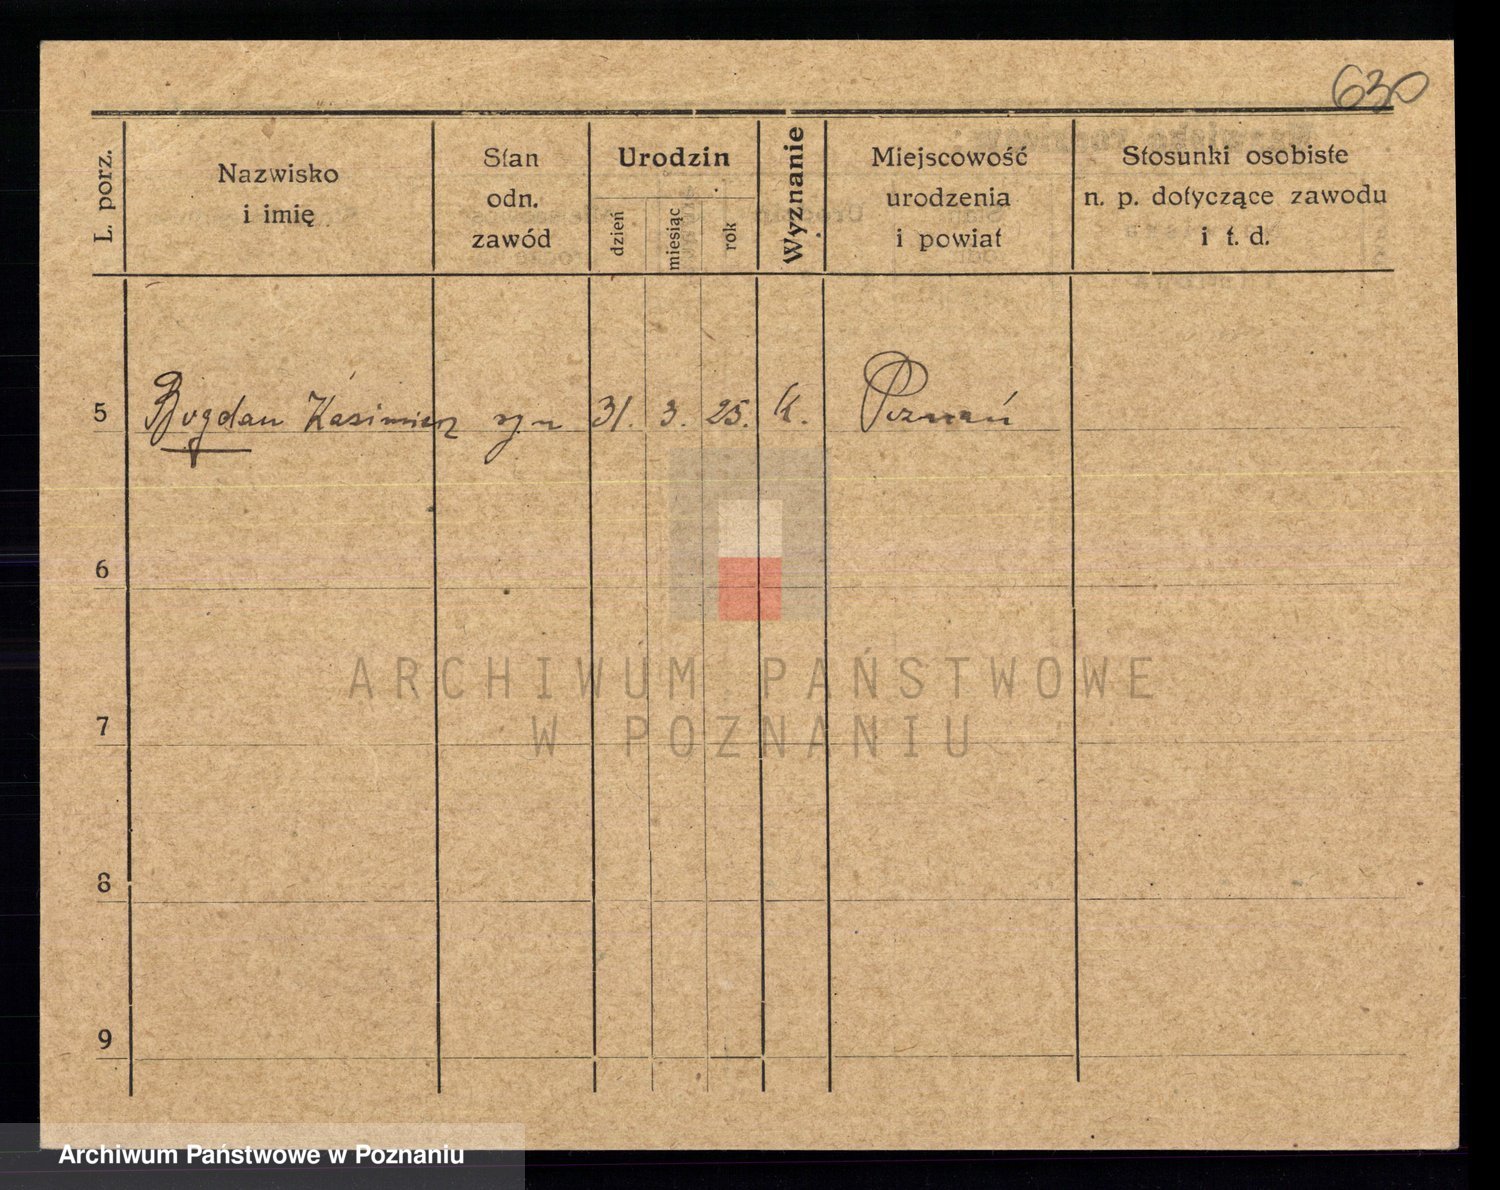 630
L. porz.
Nazwisko
i imię
Stan
odn.
zawód
Urodzin
dzień
miesiąc
rok
Wyznanie
Miejscowość
urodzenia
i powiat
Stosunki osobiste
n. p. dotyczące zawodu
i t. d.
5 Bogdan Kasimierz syn 31. 3. 25. K. Poznań
6
7
8
9
ARCHIWUM PAŃSTWOWE
W POZNANIU
Archiwum Państwowe w Poznaniu